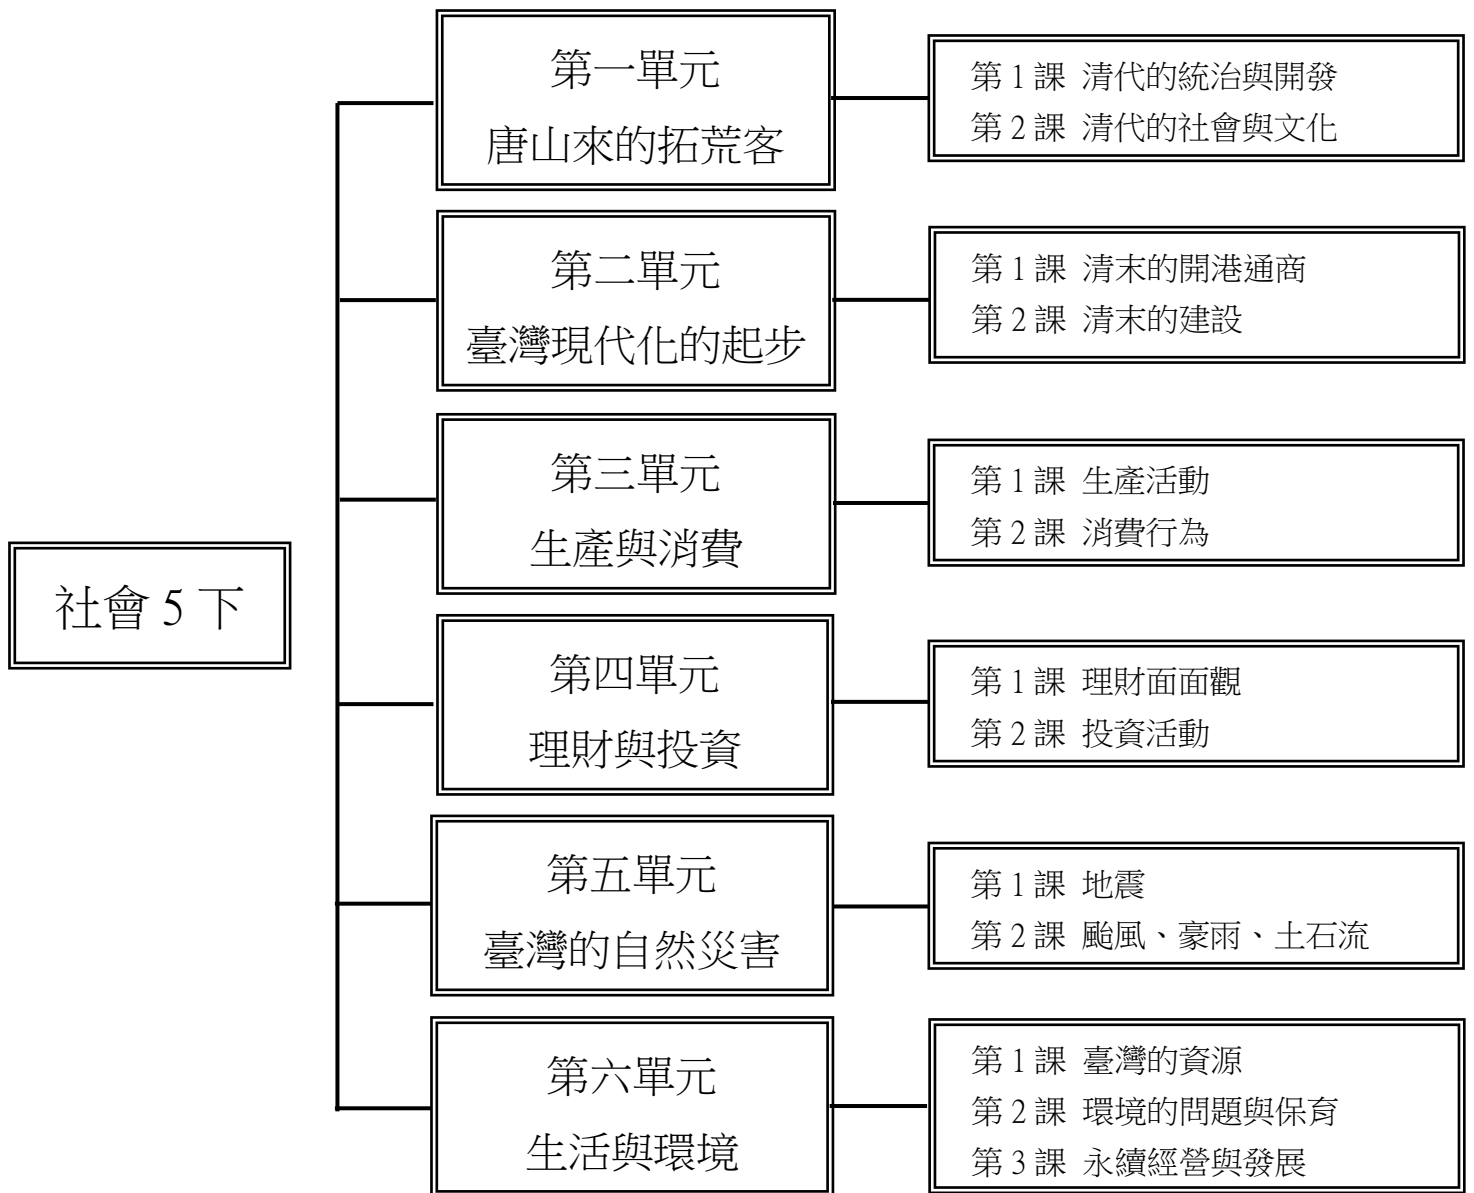 社會 5 下
第一單元
唐山來的拓荒客
第 1 課 清代的統治與開發
第 2 課 清代的社會與文化
第二單元
臺灣現代化的起步
第 1 課 清末的開港通商
第 2 課 清末的建設
第三單元
生產與消費
第 1 課 生產活動
第 2 課 消費行為
第四單元
理財與投資
第 1 課 理財面面觀
第 2 課 投資活動
第五單元
臺灣的自然災害
第 1 課 地震
第 2 課 颱風、豪雨、土石流
第六單元
生活與環境
第 1 課 臺灣的資源
第 2 課 環境的問題與保育
第 3 課 永續經營與發展